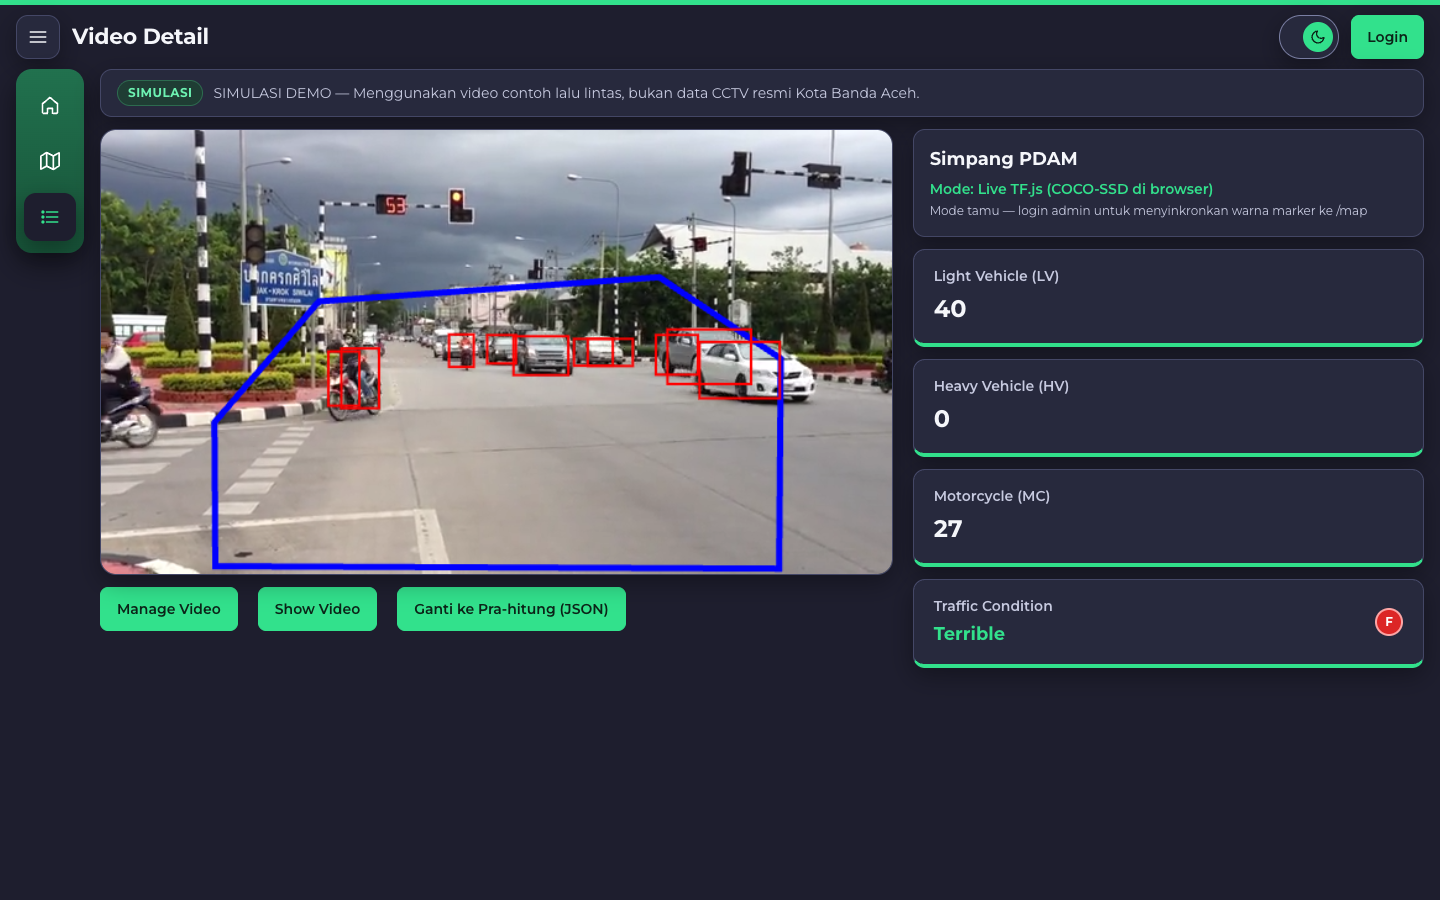 Video Detail
Login
SIMULASI
SIMULASI DEMO — Menggunakan video contoh lalu lintas, bukan data CCTV resmi Kota Banda Aceh.
53
JAK-KROK SIWILAI
Simpang PDAM
Mode: Live TF.js (COCO-SSD di browser)
Mode tamu — login admin untuk menyinkronkan warna marker ke /map
Light Vehicle (LV)
40
Heavy Vehicle (HV)
0
Motorcycle (MC)
27
Traffic Condition
Terrible
F
Manage Video
Show Video
Ganti ke Pra-hitung (JSON)